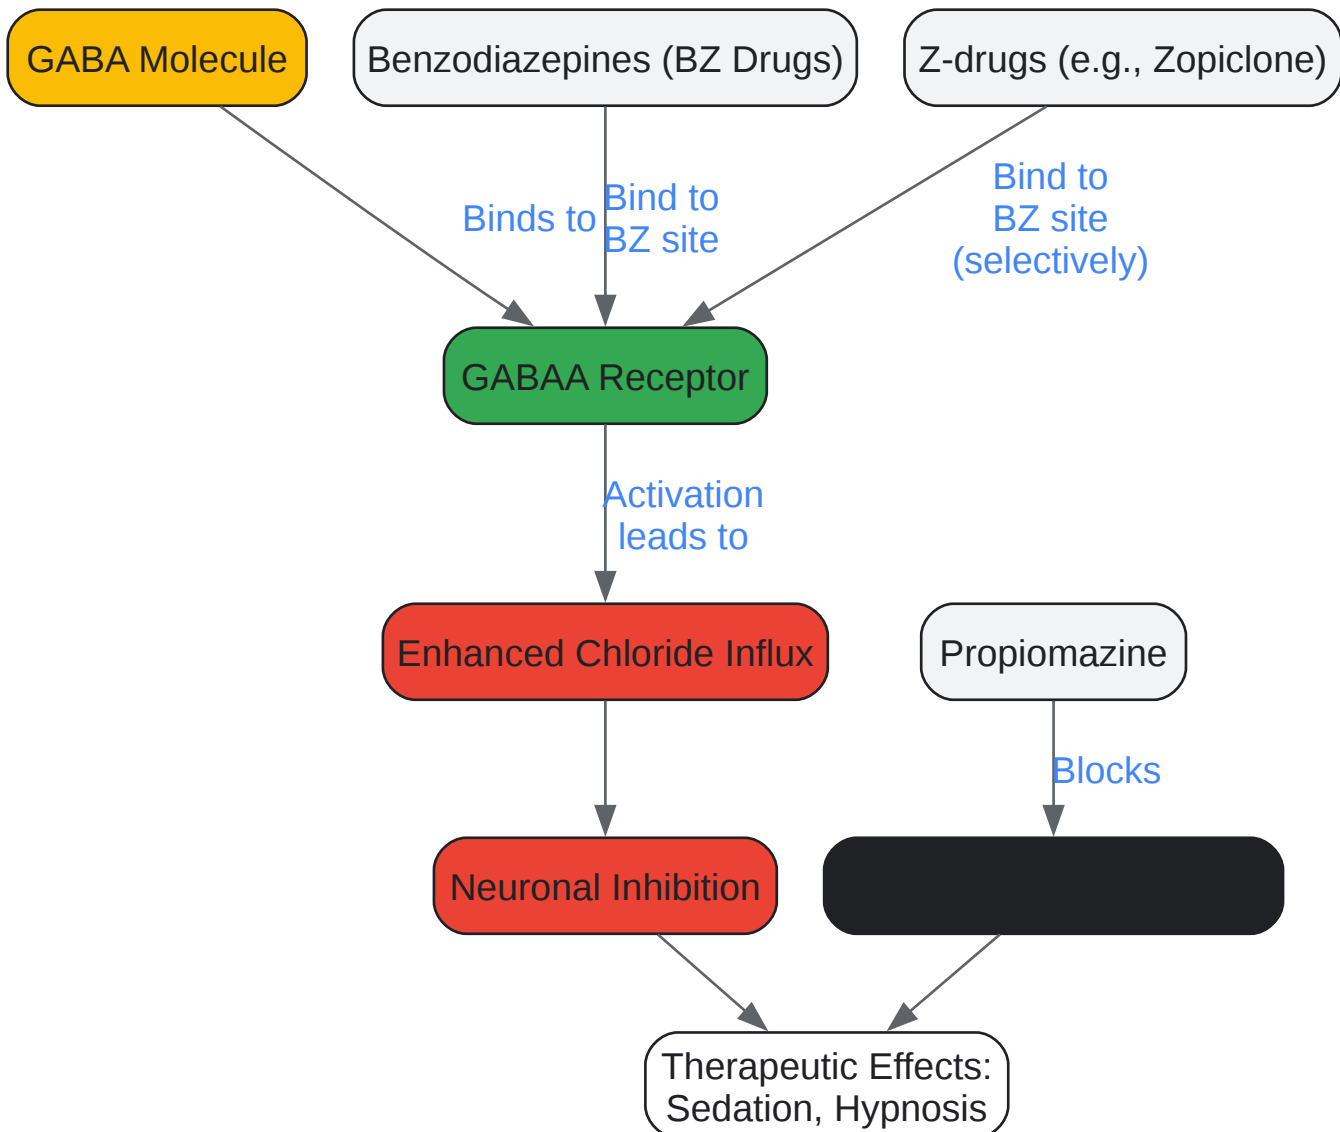 GABA Molecule
Benzodiazepines (BZ Drugs)
Z-drugs (e.g., Zopiclone)
Binds to
Bind to
BZ site
Bind to
BZ site
(selectively)
GABAA Receptor
Activation
leads to
Enhanced Chloride Influx
Propiomazine
Blocks
Neuronal Inhibition
Therapeutic Effects:
Sedation, Hypnosis